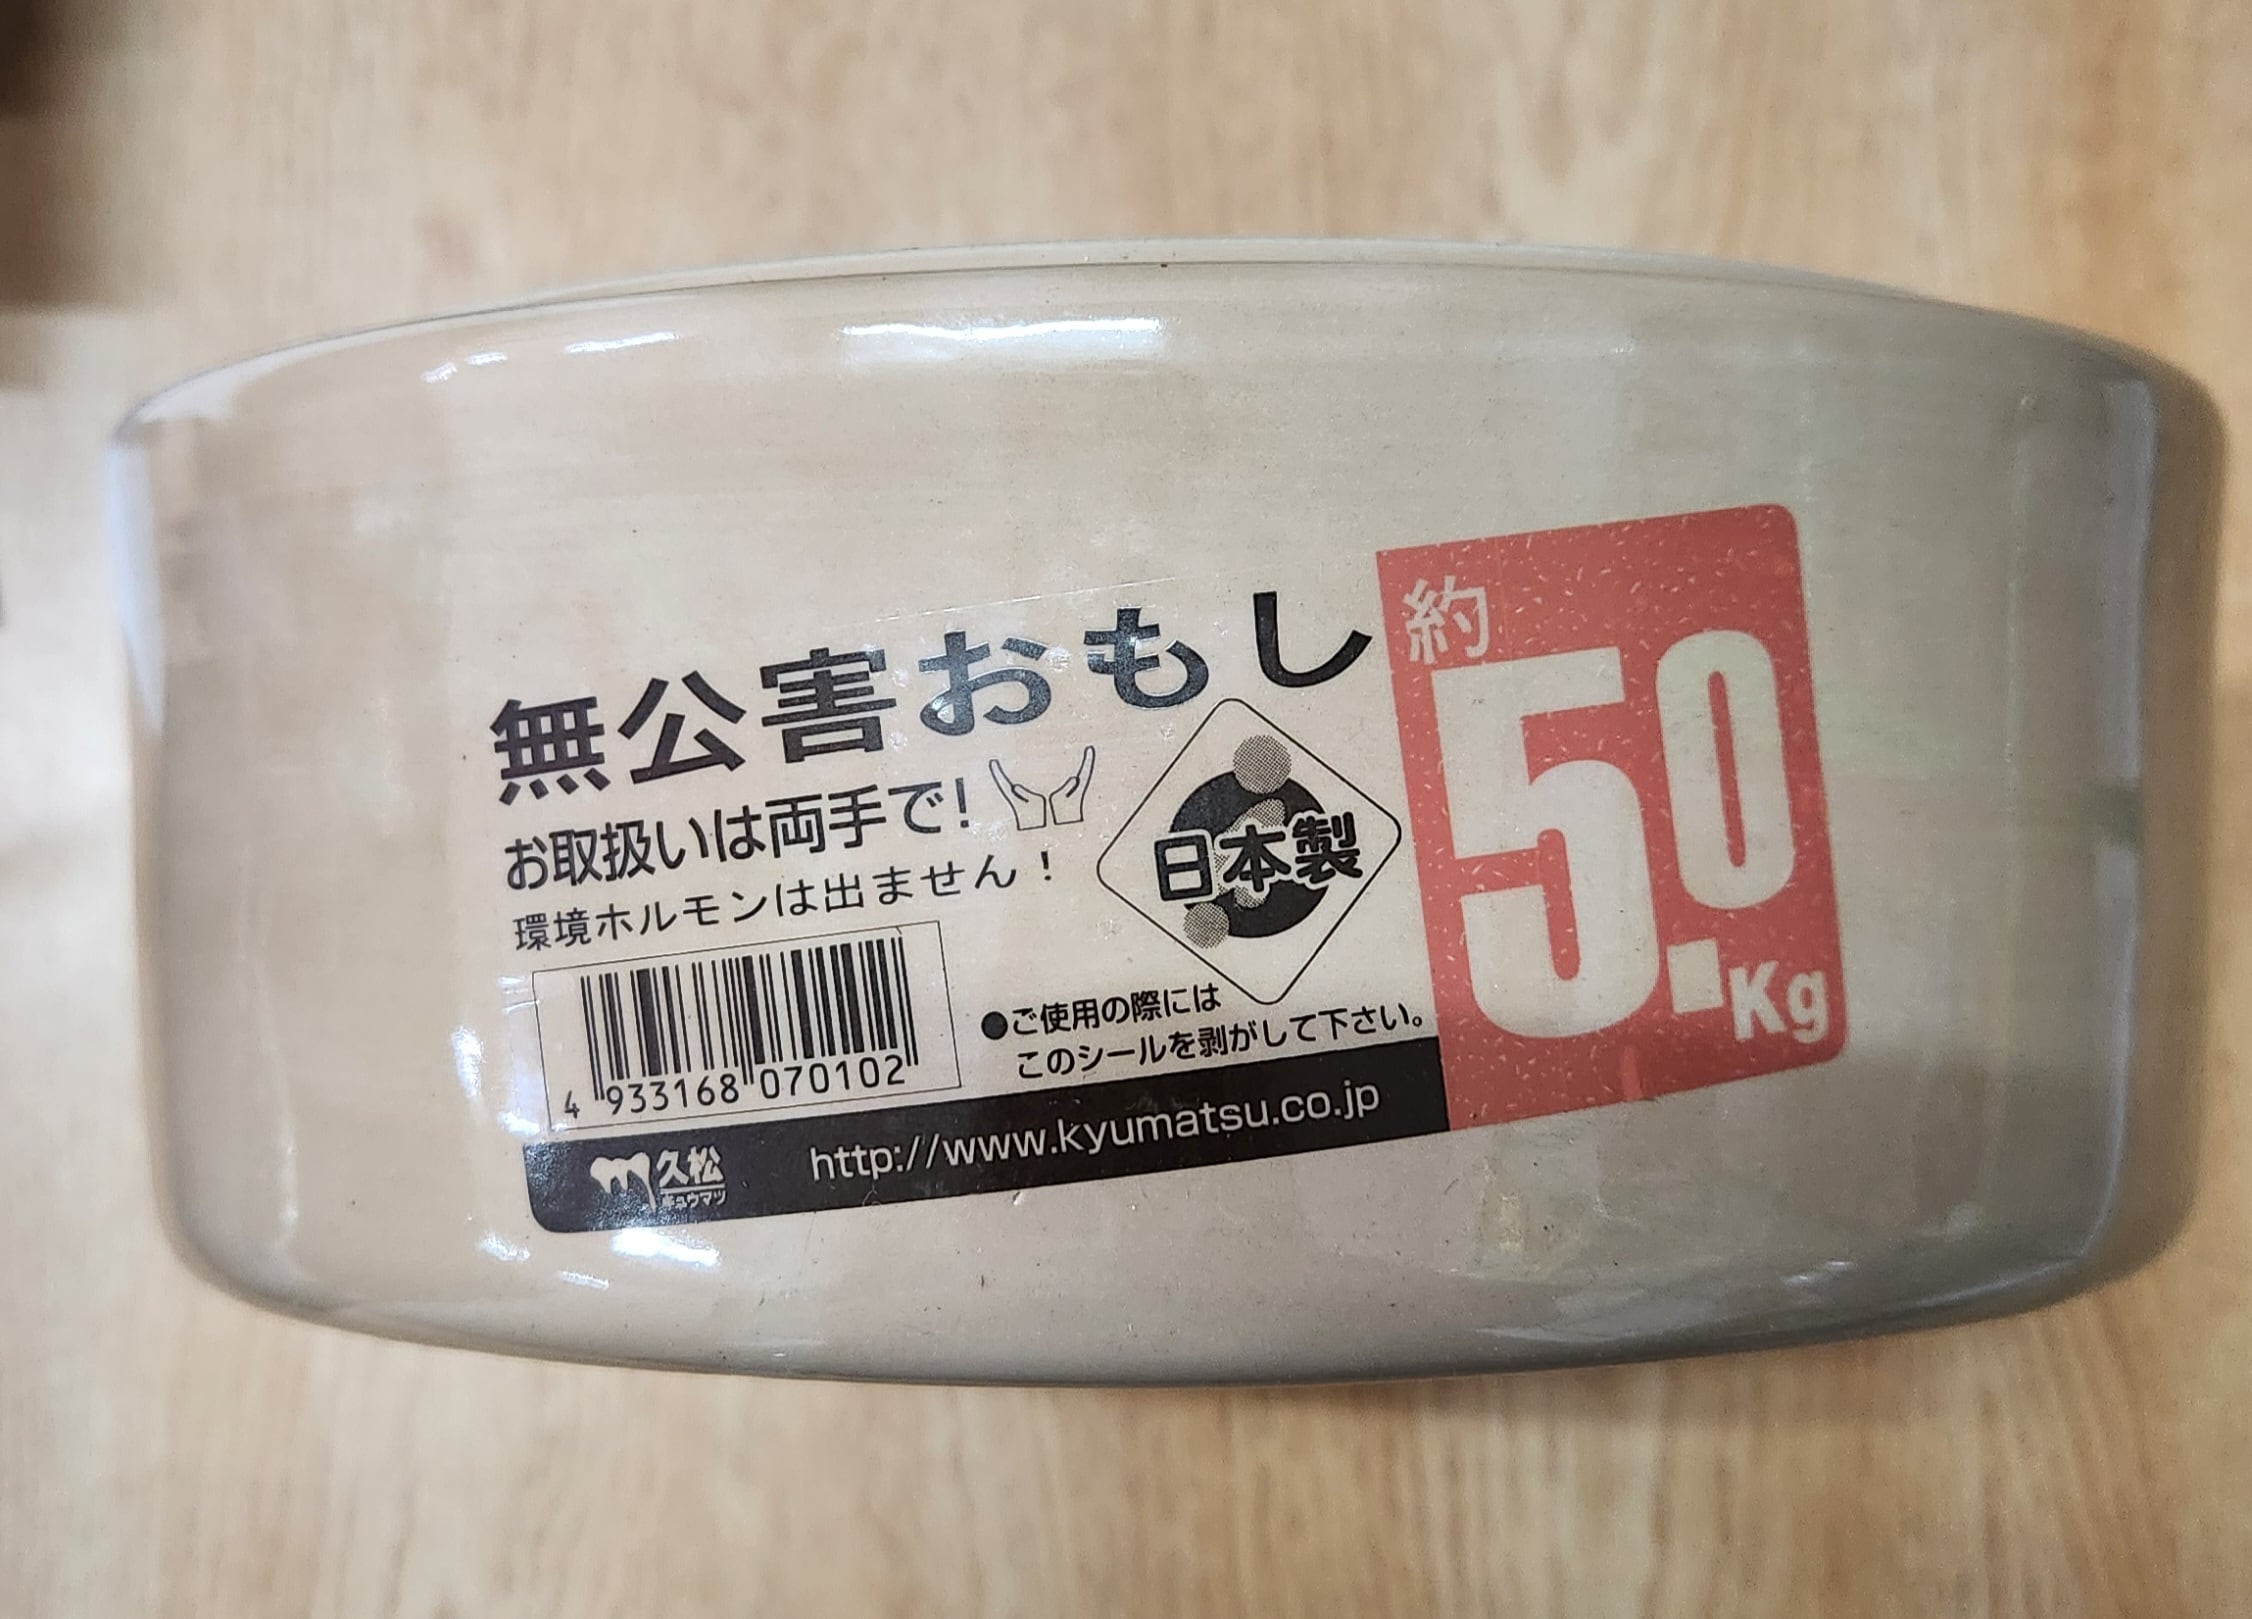 無公害おもし
お取扱いは両手で!
環境ホルモンは出ません!
日本製
約
5.0
Kg
4 933168 070102
●ご使用の際には
このシールを剥がして下さい。
久松
キュウマツ
http://www.kyumatsu.co.jp